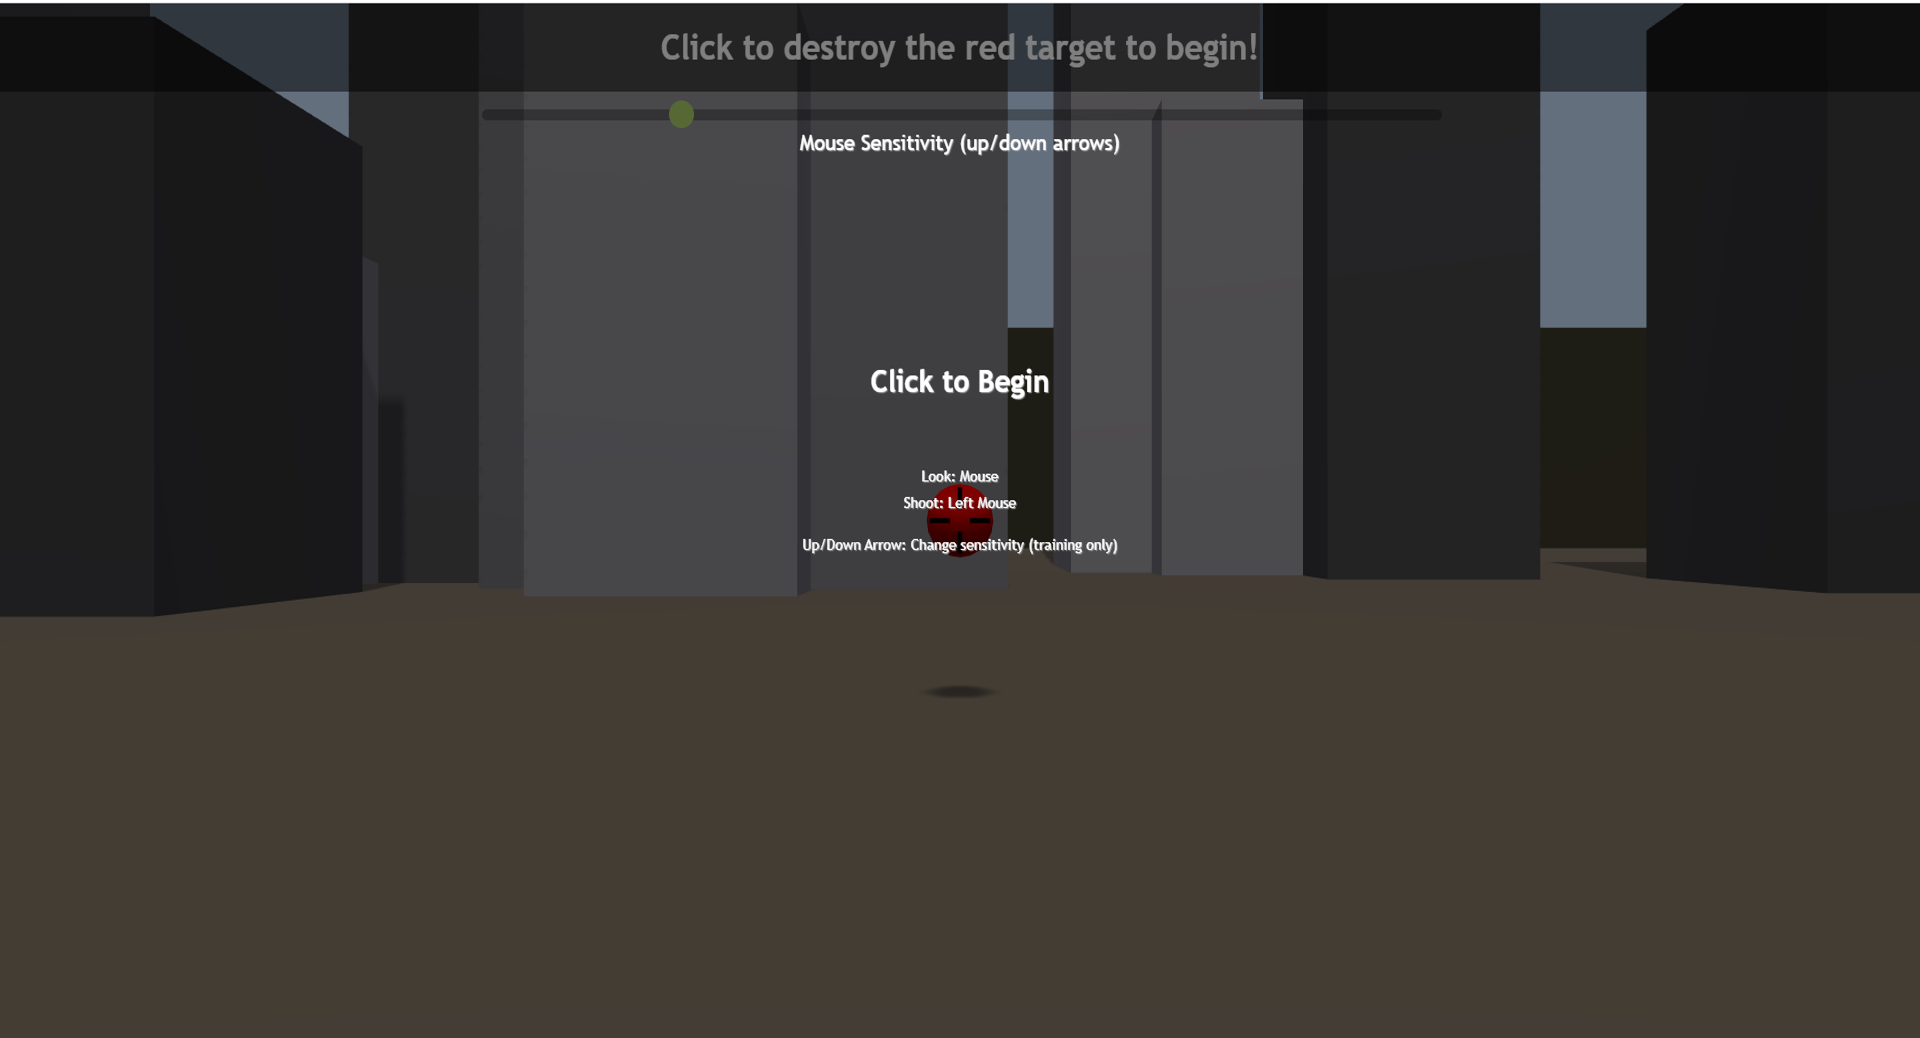 Click to destroy the red target to begin!
Mouse Sensitivity (up/down arrows)
Click to Begin
Look: Mouse
Shoot: Left Mouse
Up/Down Arrow: Change sensitivity (training only)